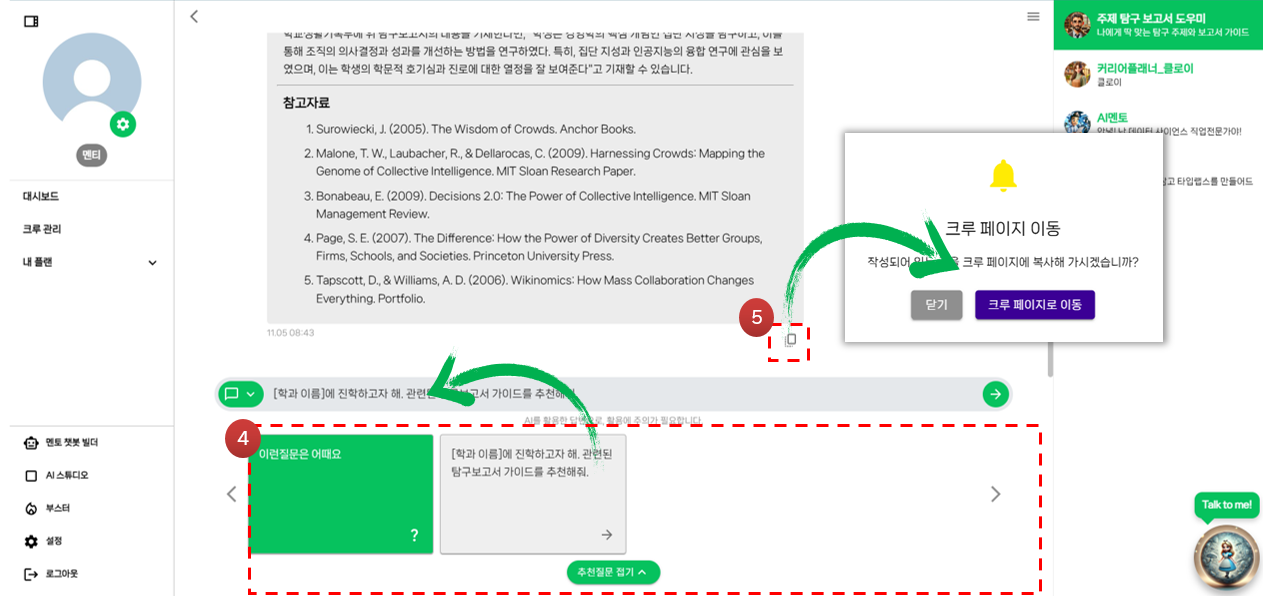 멘티
대시보드
크루 관리
내 플랜
멘토 챗봇 빌더
AI 스튜디오
부스터
설정
로그아웃
학교생활기록부에 위 탐구보고서의 내용을 기재한다면, "학생은 경영학의 핵심 개념인 집단 지성을 탐구하고, 이를
통해 조직의 의사결정과 성과를 개선하는 방법을 연구하였다. 특히, 집단 지성과 인공지능의 융합 연구에 관심을 보
였으며, 이는 학생의 학문적 호기심과 진로에 대한 열정을 잘 보여준다"고 기재할 수 있습니다.
참고자료
1. Surowiecki, J. (2005). The Wisdom of Crowds. Anchor Books.
2. Malone, T. W., Laubacher, R., & Dellarocas, C. (2009). Harnessing Crowds: Mapping the
Genome of Collective Intelligence. MIT Sloan Research Paper.
3. Bonabeau, E. (2009). Decisions 2.0: The Power of Collective Intelligence. MIT Sloan
Management Review.
4. Page, S. E. (2007). The Difference: How the Power of Diversity Creates Better Groups,
Firms, Schools, and Societies. Princeton University Press.
5. Tapscott, D., & Williams, A. D. (2006). Wikinomics: How Mass Collaboration Changes
Everything. Portfolio.
11.05 08:43
5
[학과 이름]에 진학하고자 해. 관련된 탐구보고서 가이드를 추천해줘.
AI를 활용한 답변으로, 활용에 주의가 필요합니다.
4
이런질문은 어때요
?
[학과 이름]에 진학하고자 해. 관련된
탐구보고서 가이드를 추천해줘.
추천질문 접기
주제 탐구 보고서 도우미
나에게 딱 맞는 탐구 주제와 보고서 가이드
커리어플래너_클로이
클로이
AI멘토
안녕! 난 데이터 사이언스 직업전문가야!
타입랩스를 만들어드
크루 페이지 이동
작성되어 크루 페이지에 복사해 가시겠습니까?
닫기
크루 페이지로 이동
Talk to me!